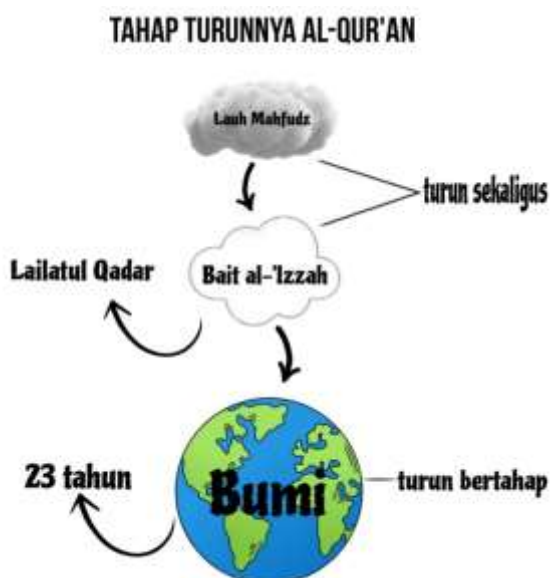 TAHAP TURUNNYA AL-QUR'AN
Lauh Mahfudz
turun sekaligus
Lailatul Qadar
Bait al-'Izzah
23 tahun
Bumi
turun bertahap